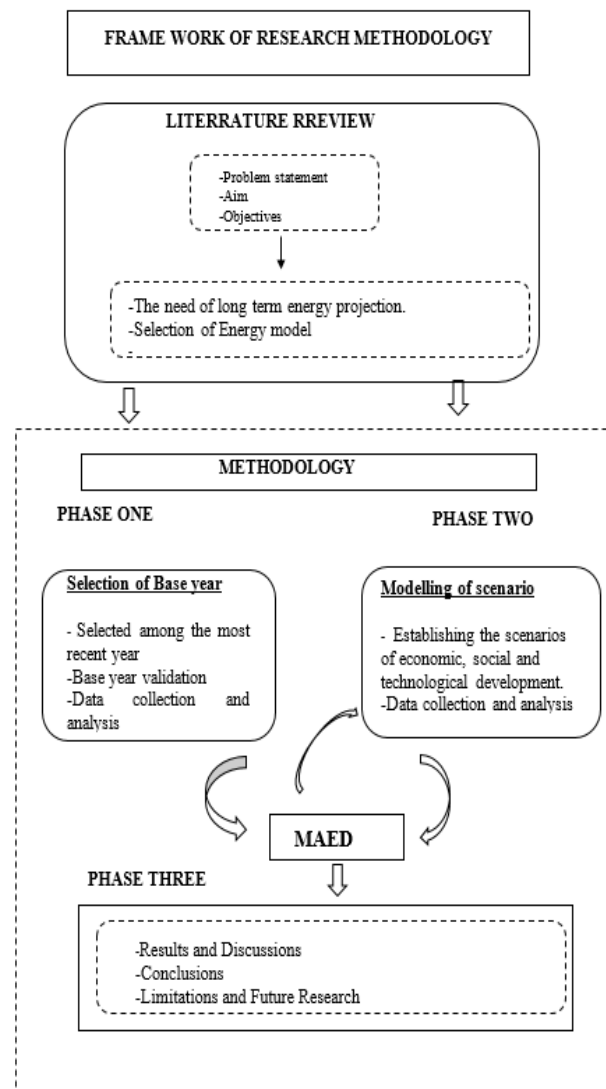 FRAME WORK OF RESEARCH METHODOLOGY
LITERRATURE RREVIEW
-Problem statement
-Aim
-Objectives
-The need of long term energy projection.
-Selection of Energy model
-
METHODOLOGY
PHASE ONE
PHASE TWO
Selection of Base year
- Selected among the most
recent year
-Base year validation
-Data collection and
analysis
Modelling of scenario
- Establishing the scenarios
of economic, social and
technological development.
-Data collection and analysis
MAED
PHASE THREE
-Results and Discussions
-Conclusions
-Limitations and Future Research